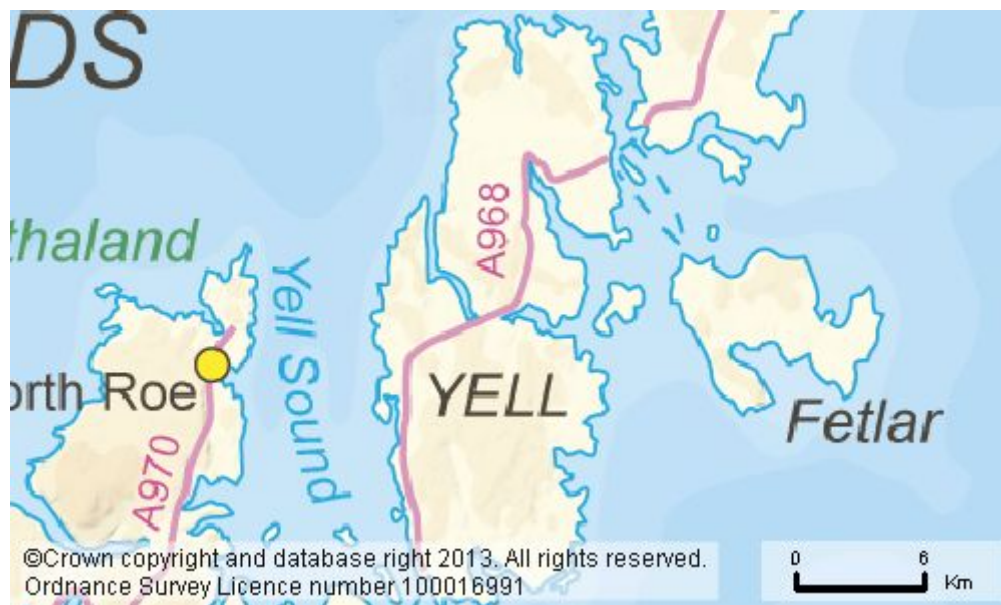 DS
thaland
A968
Yell Sound
orth Roe
YELL
Fetlar
A970
©Crown copyright and database right 2013. All rights reserved.
Ordnance Survey Licence number 100016991
0 6
Km